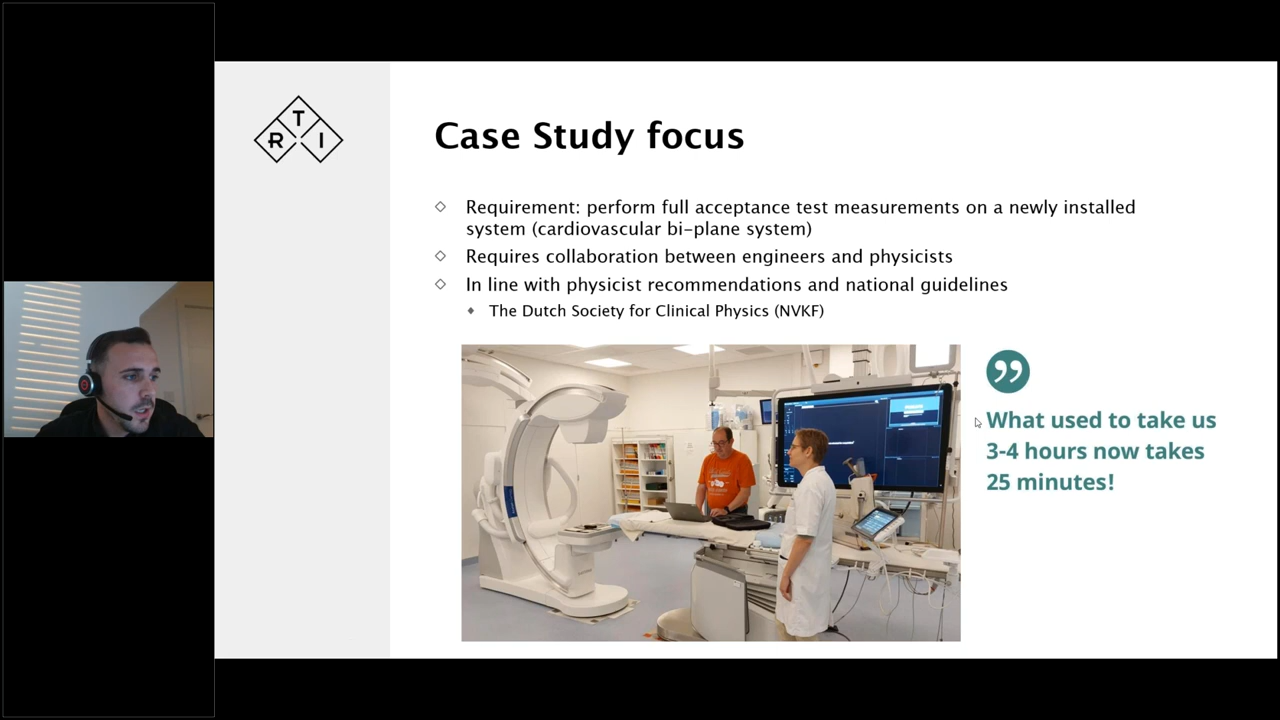 R T I
Case Study focus
Requirement: perform full acceptance test measurements on a newly installed
system (cardiovascular bi-plane system)
Requires collaboration between engineers and physicists
In line with physicist recommendations and national guidelines
The Dutch Society for Clinical Physics (NVKF)
What used to take us
3-4 hours now takes
25 minutes!